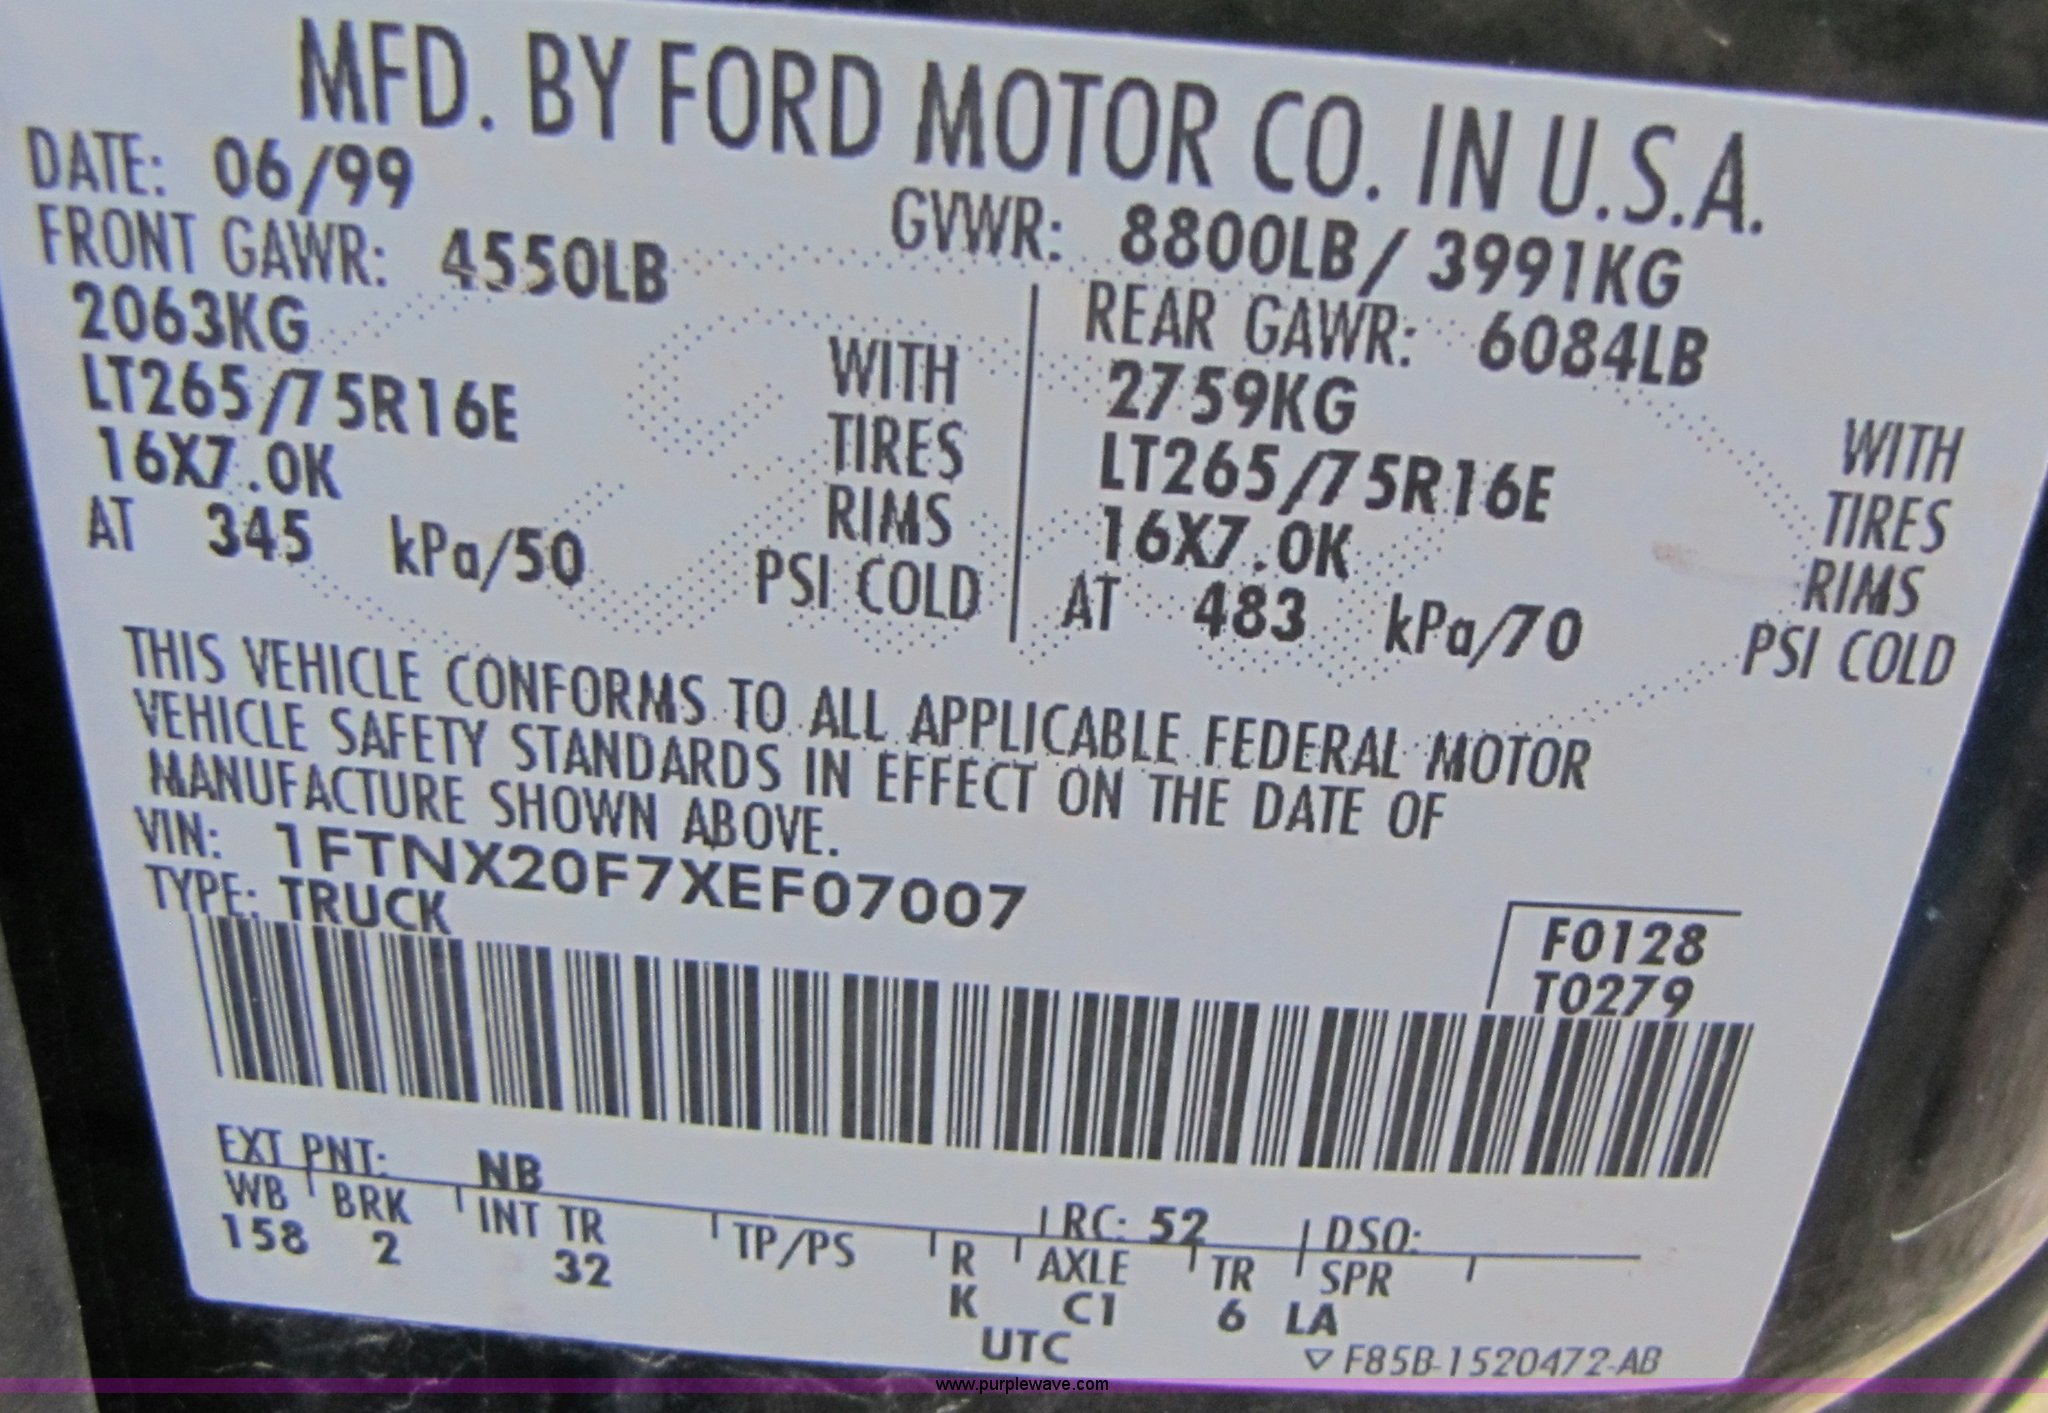 MFD. BY FORD MOTOR CO. IN U.S.A.
DATE: 06/99
GVWR: 8800LB/ 3991KG
FRONT GAWR: 4550LB
2063KG
WITH
LT265/75R16E
TIRES
16X7.0K
RIMS
AT 345 kPa/50 PSI COLD
REAR GAWR: 6084LB
2759KG
WITH
LT265/75R16E
TIRES
16X7.0K
RIMS
AT 483 kPa/70 PSI COLD
THIS VEHICLE CONFORMS TO ALL APPLICABLE FEDERAL MOTOR
VEHICLE SAFETY STANDARDS IN EFFECT ON THE DATE OF
MANUFACTURE SHOWN ABOVE.
VIN: 1FTNX20F7XEF07007
TYPE: TRUCK
F0128
T0279
EXT PNT: NB
RC: 52
DSO:
WB BRK INT TR TP/PS R AXLE TR SPR
158 2 32 K C1 6 LA
UTC
F85B-1520472-AB
www.purplewave.com